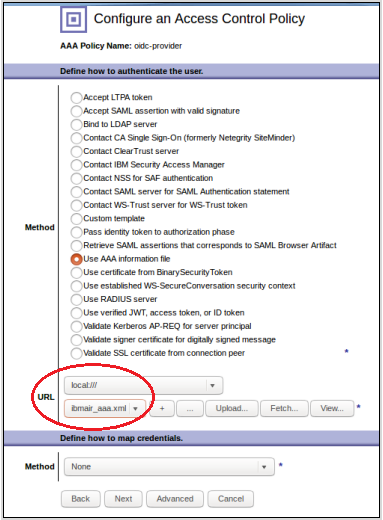 Configure an Access Control Policy
AAA Policy Name: oidc-provider
Define how to authenticate the user.
Method
Accept LTPA token
Accept SAML assertion with valid signature
Bind to LDAP server
Contact CA Single Sign-On (formerly Netegrity SiteMinder)
Contact ClearTrust server
Contact IBM Security Access Manager
Contact NSS for SAF authentication
Contact SAML server for SAML Authentication statement
Contact WS-Trust server for WS-Trust token
Custom template
Pass identity token to authorization phase
Retrieve SAML assertions that corresponds to SAML Browser Artifact
Use AAA information file
Use certificate from BinarySecurityToken
Use established WS-SecureConversation security context
Use RADIUS server
Use verified JWT, access token, or ID token
Validate Kerberos AP-REQ for server principal
Validate signer certificate for digitally signed message
Validate SSL certificate from connection peer *
URL
local:///
ibmair_aaa.xml + ... Upload... Fetch... View... *
Define how to map credentials.
Method None *
Back Next Advanced Cancel